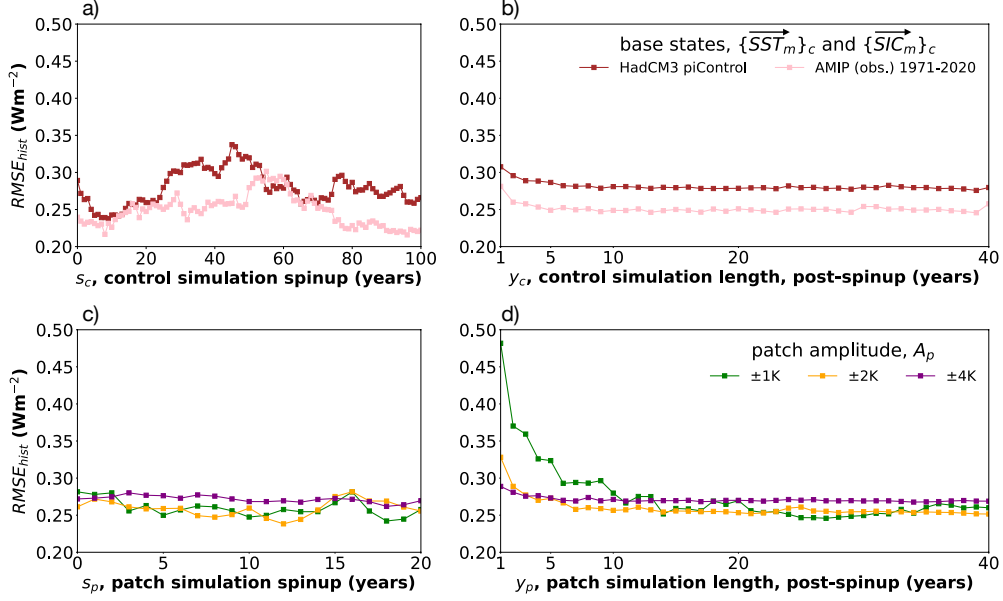 a)
0.50
0.45
0.40
0.35
0.30
0.25
0.20
RMSE_hist (Wm⁻²)
0 20 40 60 80 100
s_c, control simulation spinup (years)
b)
0.50
0.45
0.40
0.35
0.30
0.25
0.20
base states, {SST_m}_c and {SIC_m}_c
HadCM3 piControl AMIP (obs.) 1971-2020
1 5 10 20 40
y_c, control simulation length, post-spinup (years)
c)
0.50
0.45
0.40
0.35
0.30
0.25
0.20
RMSE_hist (Wm⁻²)
0 5 10 15 20
s_p, patch simulation spinup (years)
d)
0.50
0.45
0.40
0.35
0.30
0.25
0.20
patch amplitude, A_p
±1K ±2K ±4K
1 5 10 20 40
y_p, patch simulation length, post-spinup (years)